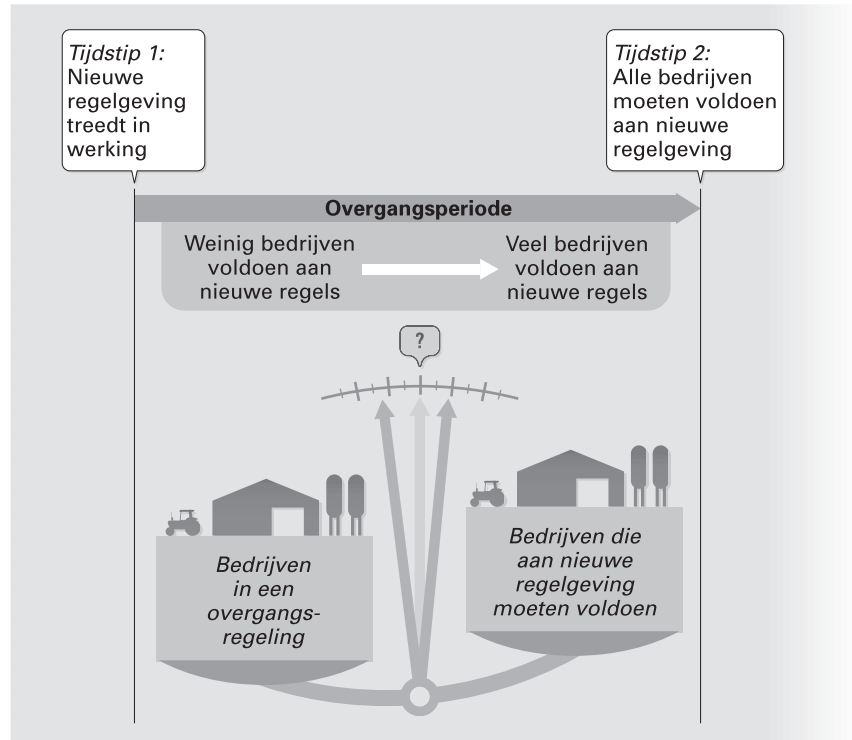 Tijdstip 1:
Nieuwe
regelgeving
treedt in
werking
Tijdstip 2:
Alle bedrijven
moeten voldoen
aan nieuwe
regelgeving
Overgangsperiode
Weinig bedrijven
voldoen aan
nieuwe regels
Veel bedrijven
voldoen aan
nieuwe regels
?
Bedrijven
in een
overgangs-
regeling
Bedrijven die
aan nieuwe
regelgeving
moeten voldoen